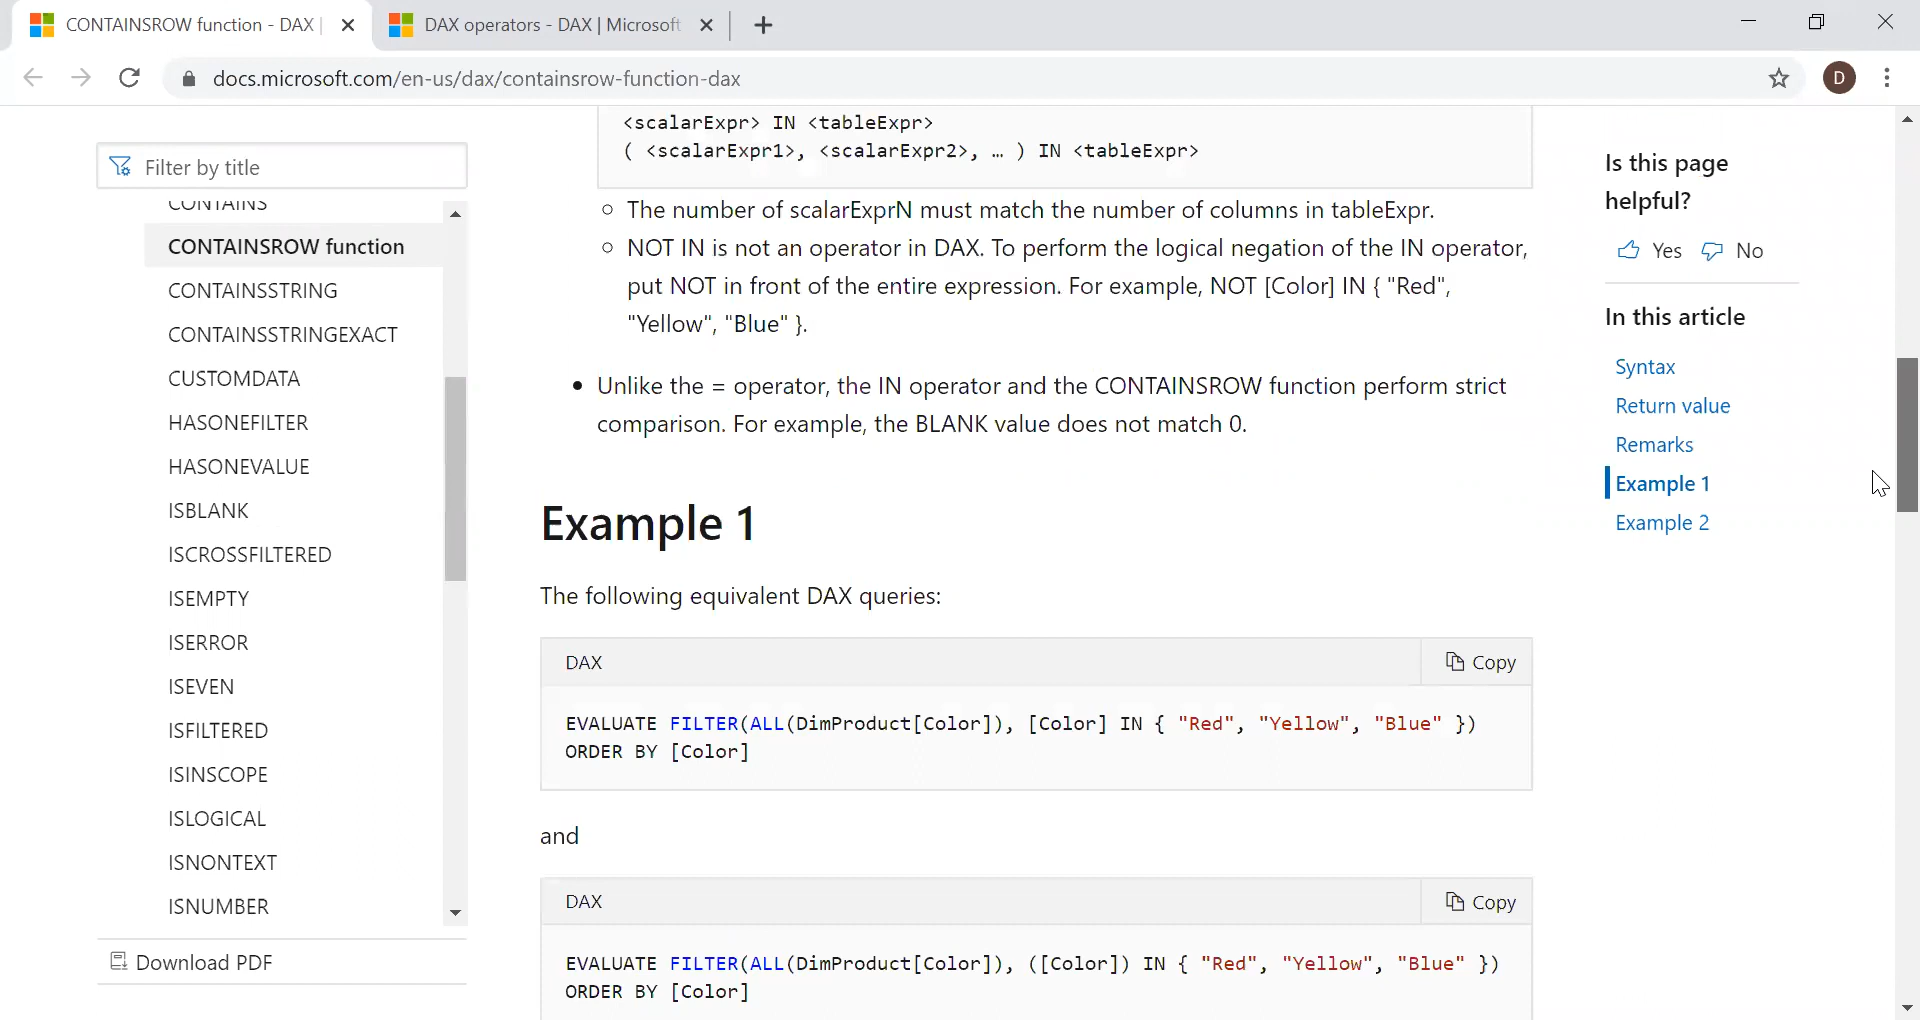 CONTAINSROW function - DAX |
DAX operators - DAX | Microsoft
docs.microsoft.com/en-us/dax/containsrow-function-dax
D
Filter by title
CONTAINS
CONTAINSROW function
CONTAINSSTRING
CONTAINSSTRINGEXACT
CUSTOMDATA
HASONEFILTER
HASONEVALUE
ISBLANK
ISCROSSFILTERED
ISEMPTY
ISERROR
ISEVEN
ISFILTERED
ISINSCOPE
ISLOGICAL
ISNONTEXT
ISNUMBER
Download PDF
<scalarExpr> IN <tableExpr>
( <scalarExpr1>, <scalarExpr2>, … ) IN <tableExpr>
The number of scalarExprN must match the number of columns in tableExpr.
NOT IN is not an operator in DAX. To perform the logical negation of the IN operator,
put NOT in front of the entire expression. For example, NOT [Color] IN { "Red",
"Yellow", "Blue" }.
Unlike the = operator, the IN operator and the CONTAINSROW function perform strict
comparison. For example, the BLANK value does not match 0.
Example 1
The following equivalent DAX queries:
DAX
Copy
EVALUATE FILTER(ALL(DimProduct[Color]), [Color] IN { "Red", "Yellow", "Blue" })
ORDER BY [Color]
and
DAX
Copy
EVALUATE FILTER(ALL(DimProduct[Color]), ([Color]) IN { "Red", "Yellow", "Blue" })
ORDER BY [Color]
Is this page
helpful?
Yes No
In this article
Syntax
Return value
Remarks
Example 1
Example 2